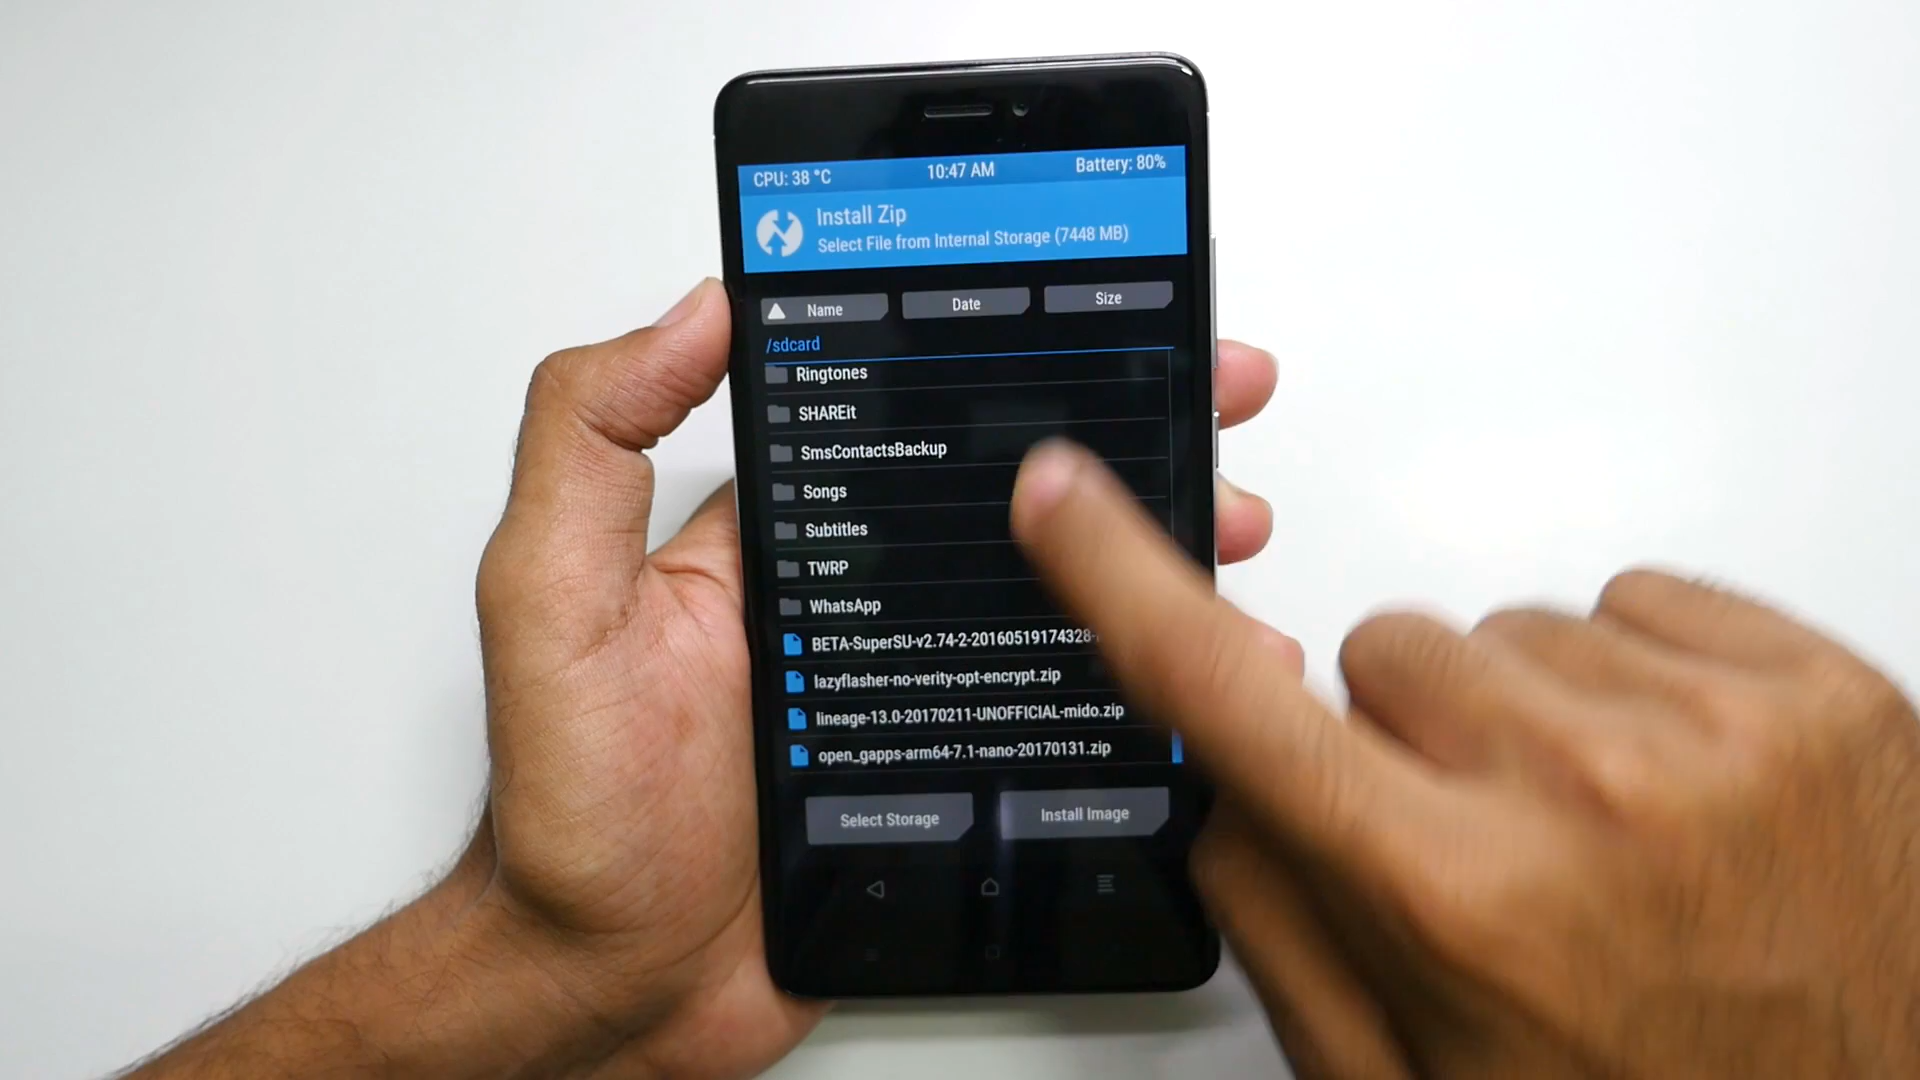 CPU: 38 °C 10:47 AM Battery: 80%
Install Zip
Select File from Internal Storage (7448 MB)
Name Date Size
/sdcard
Ringtones
SHAREit
SmsContactsBackup
Songs
Subtitles
TWRP
WhatsApp
BETA-SuperSU-v2.74-2-20160519174328-
lazyflasher-no-verity-opt-encrypt.zip
lineage-13.0-20170211-UNOFFICIAL-mido.zip
open_gapps-arm64-7.1-nano-20170131.zip
Select Storage Install Image